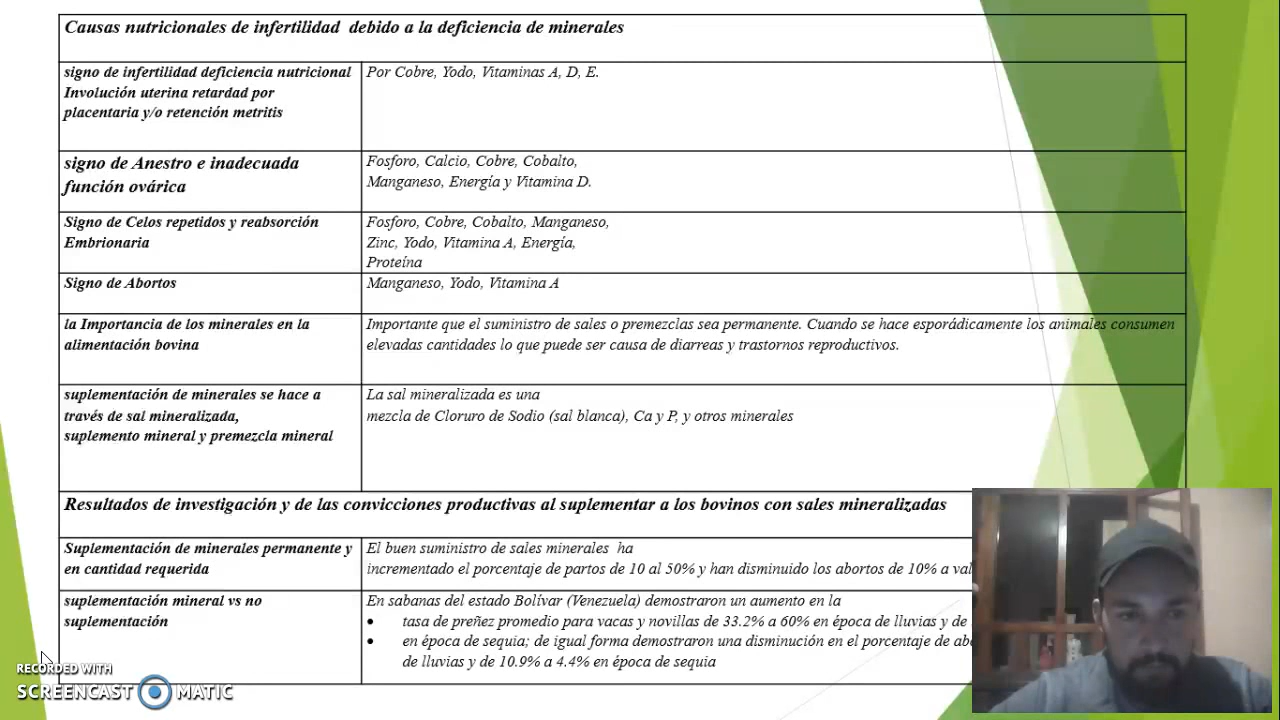 Causas nutricionales de infertilidad debido a la deficiencia de minerales
signo de infertilidad deficiencia nutricional
Involución uterina retardad por
placentaria y/o retención metritis
Por Cobre, Yodo, Vitaminas A, D, E.
signo de Anestro e inadecuada
función ovárica
Fosforo, Calcio, Cobre, Cobalto,
Manganeso, Energía y Vitamina D.
Signo de Celos repetidos y reabsorción
Embrionaria
Fosforo, Cobre, Cobalto, Manganeso,
Zinc, Yodo, Vitamina A, Energía,
Proteína
Signo de Abortos
Manganeso, Yodo, Vitamina A
la Importancia de los minerales en la
alimentación bovina
Importante que el suministro de sales o premezclas sea permanente. Cuando se hace esporádicamente los animales consumen
elevadas cantidades lo que puede ser causa de diarreas y trastornos reproductivos.
suplementación de minerales se hace a
través de sal mineralizada,
suplemento mineral y premezcla mineral
La sal mineralizada es una
mezcla de Cloruro de Sodio (sal blanca), Ca y P, y otros minerales
Resultados de investigación y de las convicciones productivas al suplementar a los bovinos con sales mineralizadas
Suplementación de minerales permanente y
en cantidad requerida
El buen suministro de sales minerales ha
incrementado el porcentaje de partos de 10 al 50% y han disminuido los abortos de 10% a
suplementación mineral vs no
suplementación
En sabanas del estado Bolívar (Venezuela) demostraron un aumento en la
• tasa de preñez promedio para vacas y novillas de 33.2% a 60% en época de lluvias y de
• en época de sequia; de igual forma demostraron una disminución en el porcentaje de
de lluvias y de 10.9% a 4.4% en época de sequia
RECORDED WITH
SCREENCAST MATIC